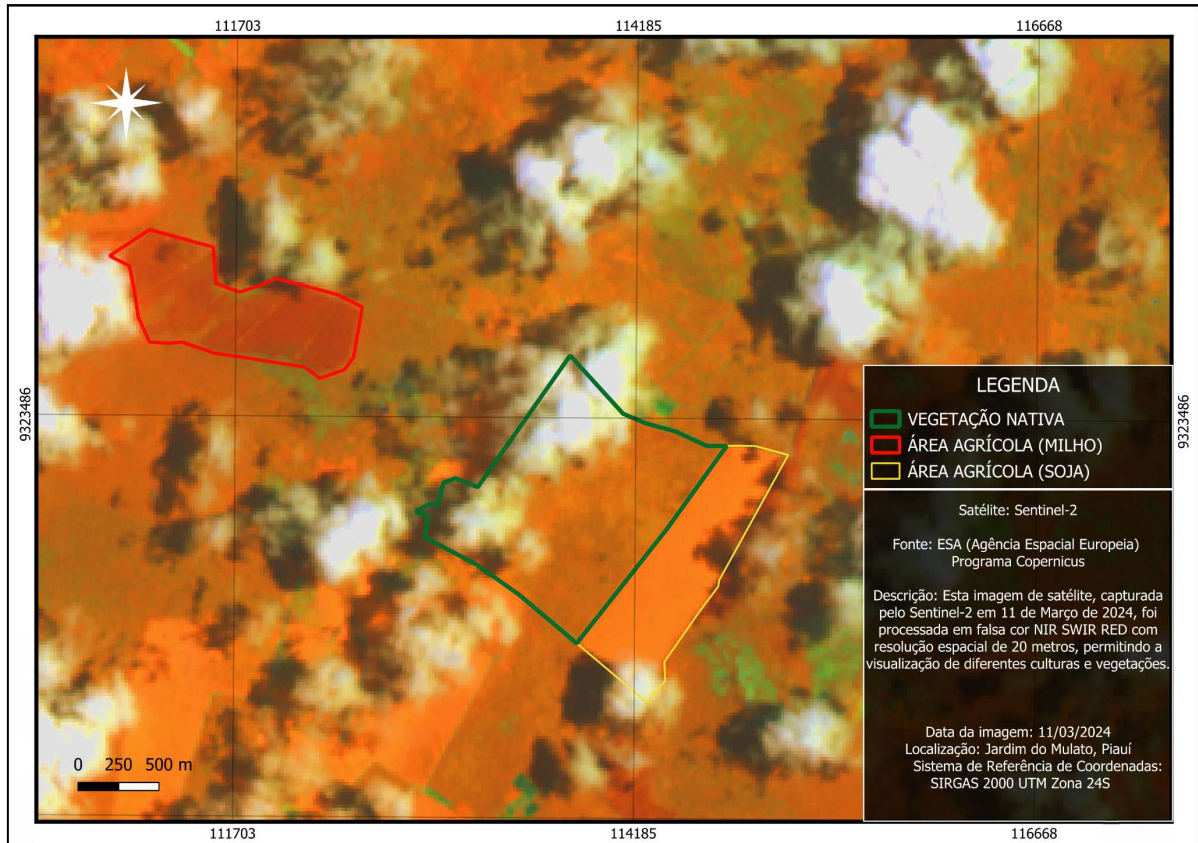 111703
114185
116668
9323486
9323486
LEGENDA
VEGETAÇÃO NATIVA
ÁREA AGRÍCOLA (MILHO)
ÁREA AGRÍCOLA (SOJA)
Satélite: Sentinel-2
Fonte: ESA (Agência Espacial Europeia)
Programa Copernicus
Descrição: Esta imagem de satélite, capturada
pelo Sentinel-2 em 11 de Março de 2024, foi
processada em falsa cor NIR SWIR RED com
resolução espacial de 20 metros, permitindo a
visualização de diferentes culturas e vegetações.
Data da imagem: 11/03/2024
Localização: Jardim do Mulato, Piauí
Sistema de Referência de Coordenadas:
SIRGAS 2000 UTM Zona 24S
0 250 500 m
111703
114185
116668